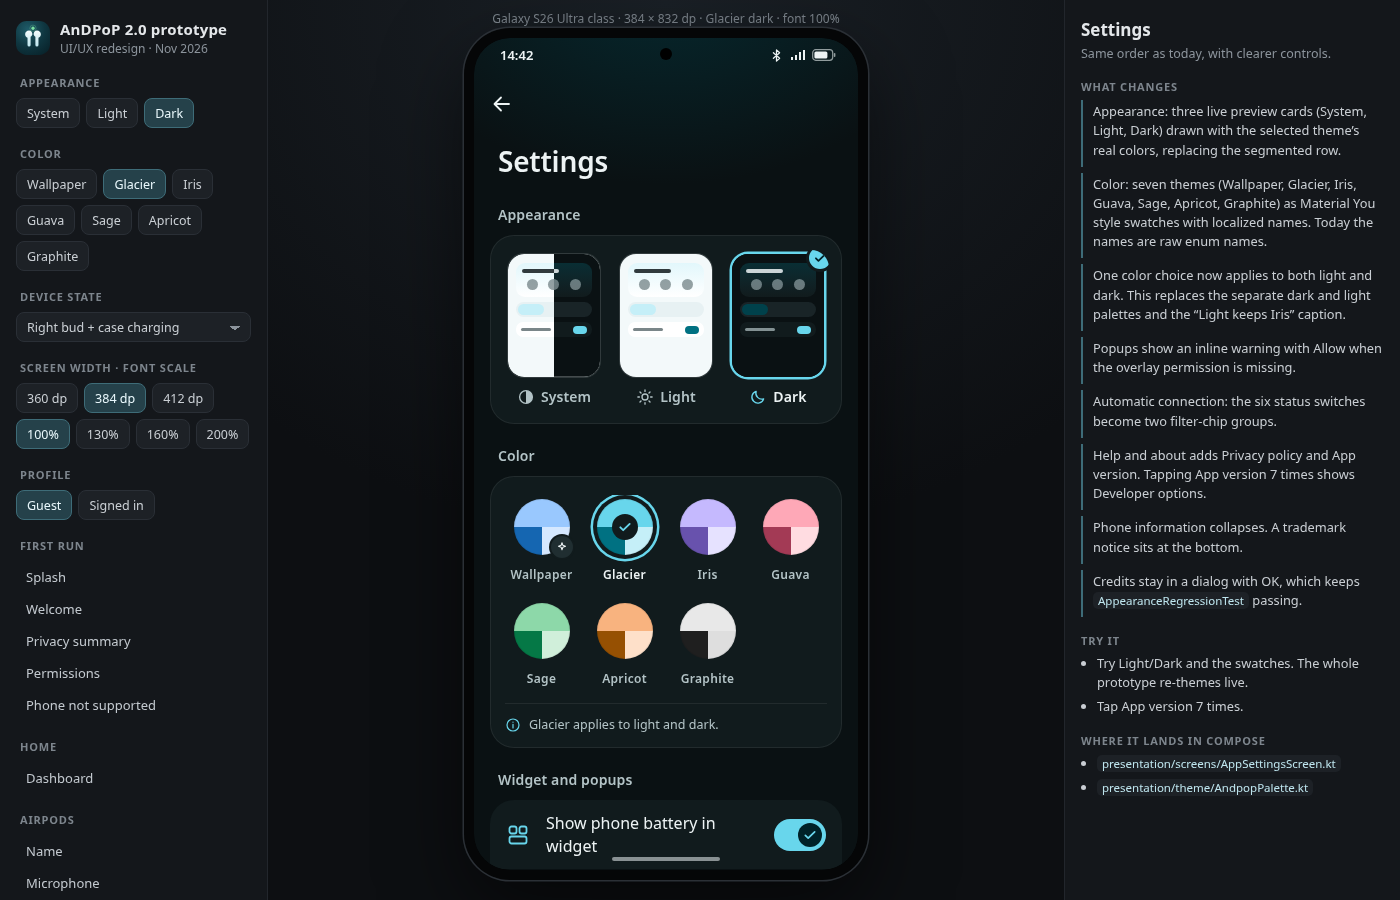 AnDPoP 2.0 prototype
UI/UX redesign · Nov 2026
APPEARANCE
System
Light
Dark
COLOR
Wallpaper
Glacier
Iris
Guava
Sage
Apricot
Graphite
DEVICE STATE
Right bud + case charging
SCREEN WIDTH · FONT SCALE
360 dp
384 dp
412 dp
100%
130%
160%
200%
PROFILE
Guest
Signed in
FIRST RUN
Splash
Welcome
Privacy summary
Permissions
Phone not supported
HOME
Dashboard
AIRPODS
Name
Microphone
Galaxy S26 Ultra class · 384 × 832 dp · Glacier dark · font 100%
14:42
Settings
Appearance
System
Light
Dark
Color
Wallpaper
Glacier
Iris
Guava
Sage
Apricot
Graphite
Glacier applies to light and dark.
Widget and popups
Show phone battery in
widget
Settings
Same order as today, with clearer controls.
WHAT CHANGES
Appearance: three live preview cards (System,
Light, Dark) drawn with the selected theme's
real colors, replacing the segmented row.
Color: seven themes (Wallpaper, Glacier, Iris,
Guava, Sage, Apricot, Graphite) as Material You
style swatches with localized names. Today the
names are raw enum names.
One color choice now applies to both light and
dark. This replaces the separate dark and light
palettes and the “Light keeps Iris” caption.
Popups show an inline warning with Allow when
the overlay permission is missing.
Automatic connection: the six status switches
become two filter-chip groups.
Help and about adds Privacy policy and App
version. Tapping App version 7 times shows
Developer options.
Phone information collapses. A trademark
notice sits at the bottom.
Credits stay in a dialog with OK, which keeps
AppearanceRegressionTest passing.
TRY IT
Try Light/Dark and the swatches. The whole
prototype re-themes live.
Tap App version 7 times.
WHERE IT LANDS IN COMPOSE
presentation/screens/AppSettingsScreen.kt
presentation/theme/AndpopPalette.kt